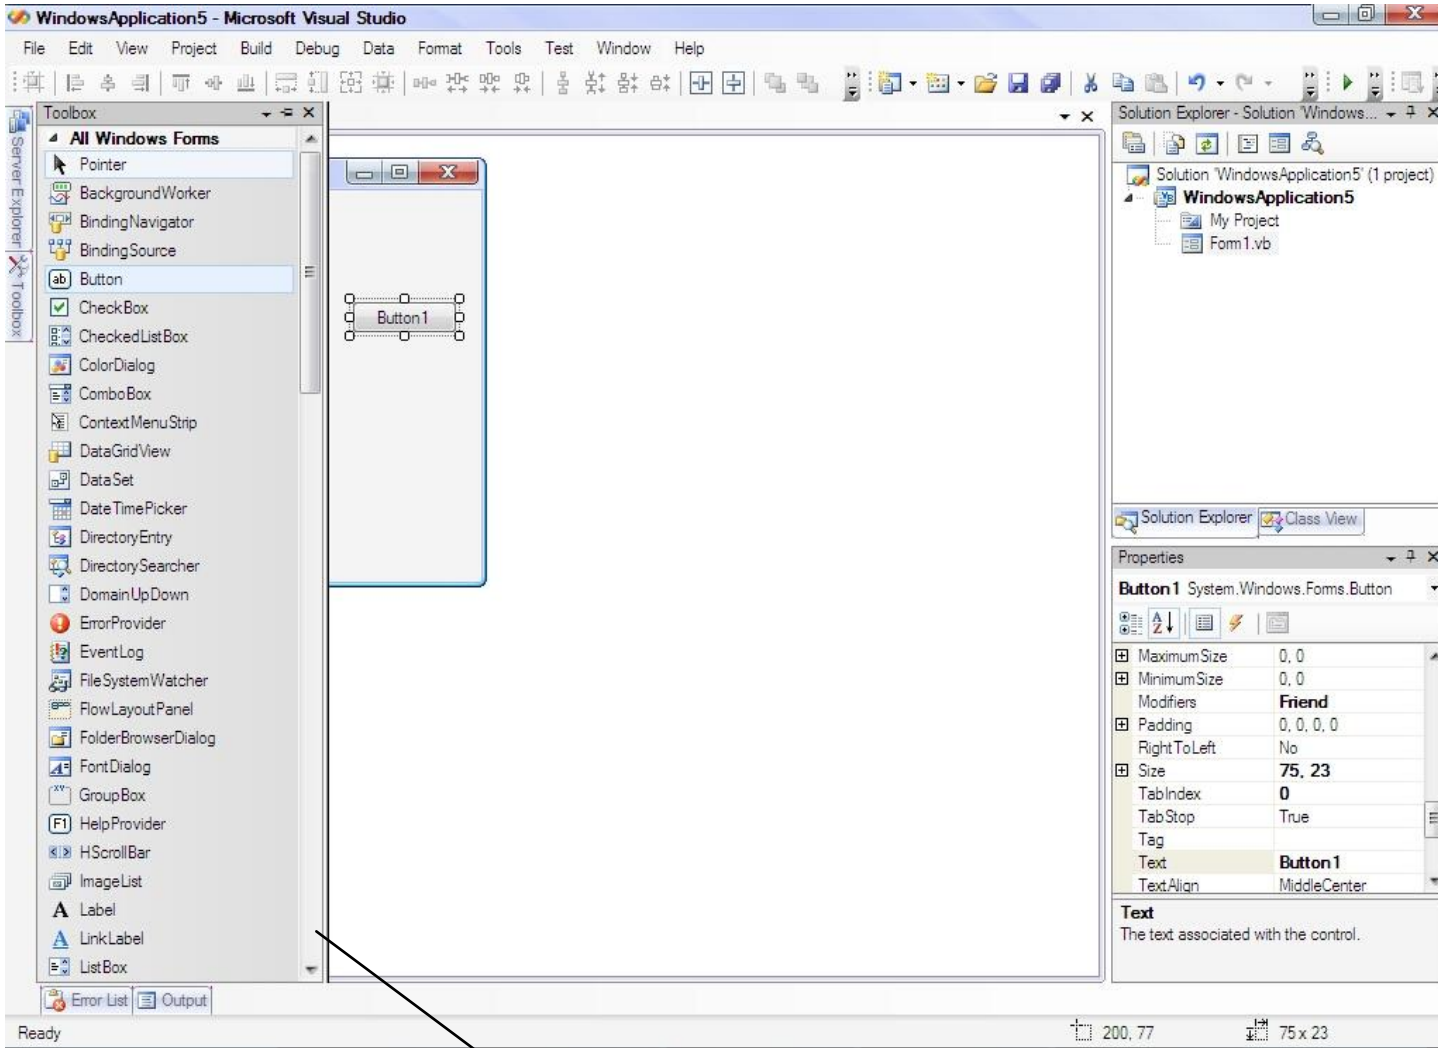 WindowsApplication5 - Microsoft Visual Studio
File Edit View Project Build Debug Data Format Tools Test Window Help
Toolbox
All Windows Forms
Pointer
BackgroundWorker
BindingNavigator
BindingSource
Button
CheckBox
CheckedListBox
ColorDialog
ComboBox
ContextMenuStrip
DataGridView
DataSet
DateTimePicker
DirectoryEntry
DirectorySearcher
DomainUpDown
ErrorProvider
EventLog
FileSystemWatcher
FlowLayoutPanel
FolderBrowserDialog
FontDialog
GroupBox
HelpProvider
HScrollBar
ImageList
Label
LinkLabel
ListBox
Server Explorer
Toolbox
Button1
Solution Explorer - Solution 'Windows...
Solution 'WindowsApplication5' (1 project)
WindowsApplication5
My Project
Form1.vb
Solution Explorer Class View
Properties
Button1 System.Windows.Forms.Button
MaximumSize 0, 0
MinimumSize 0, 0
Modifiers Friend
Padding 0, 0, 0, 0
RightToLeft No
Size 75, 23
TabIndex 0
TabStop True
Tag
Text Button1
TextAlign MiddleCenter
Text
The text associated with the control.
Error List Output
Ready 200, 77 75 x 23